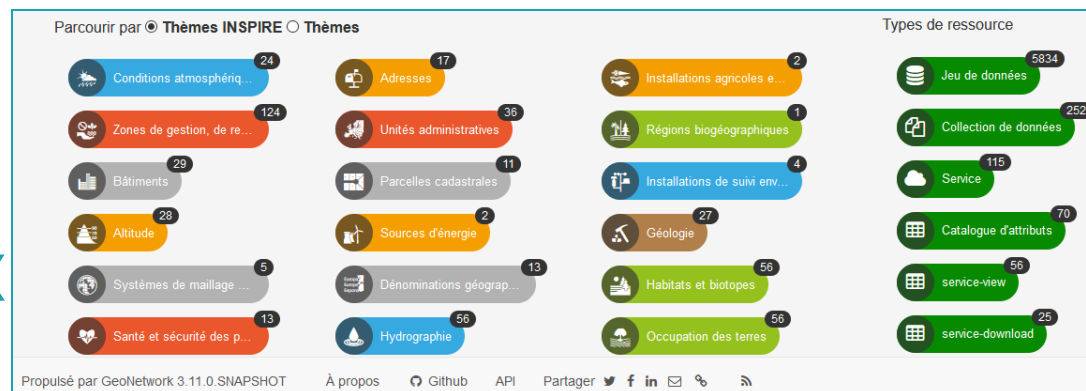 Parcourir par Thèmes INSPIRE Thèmes
Types de ressource
Conditions atmosphériq... 24
Adresses 17
Installations agricoles e... 2
Jeu de données 5834
Zones de gestion, de re... 124
Unités administratives 36
Régions biogéographiques 1
Collection de données 252
Bâtiments 29
Parcelles cadastrales 11
Installations de suivi env... 4
Service 115
Altitude 28
Sources d'énergie 2
Géologie 27
Catalogue d'attributs 70
Systèmes de maillage ... 5
Dénominations géograp... 13
Habitats et biotopes 56
service-view 56
Santé et sécurité des p... 13
Hydrographie 56
Occupation des terres 56
service-download 25
Propulsé par GeoNetwork 3.11.0.SNAPSHOT À propos Github API Partager